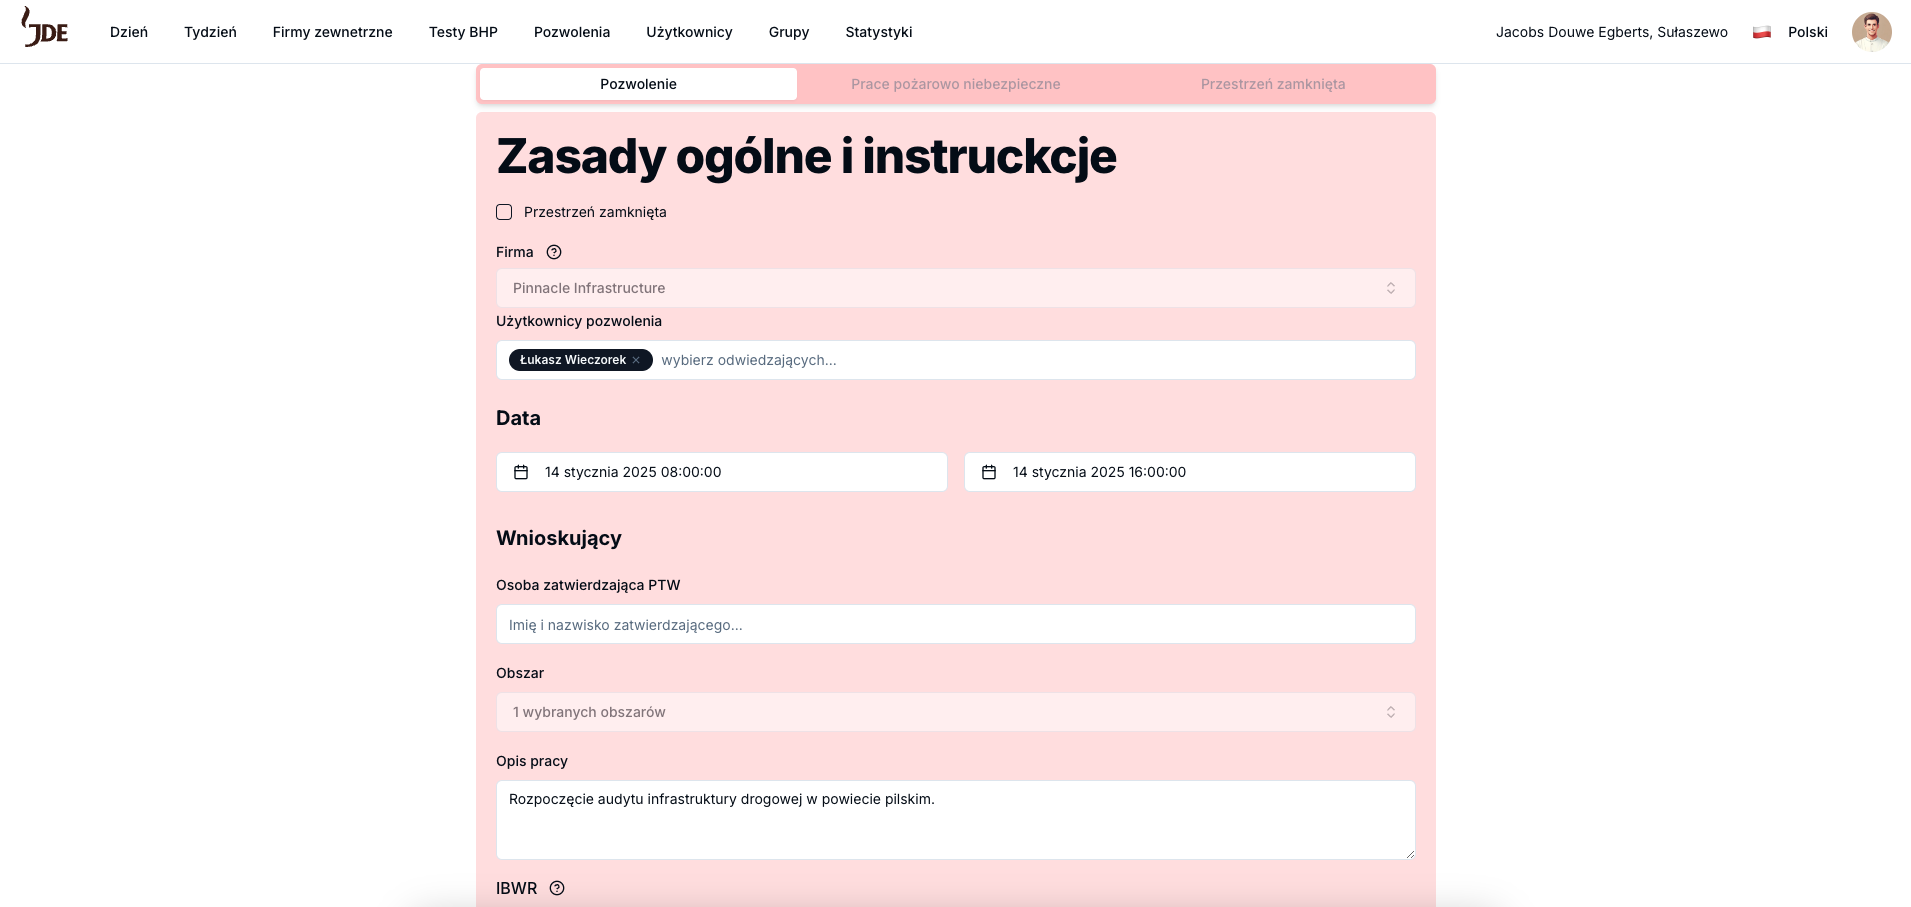 JDE
Dzień Tydzień Firmy zewnetrzne Testy BHP Pozwolenia Użytkownicy Grupy Statystyki Jacobs Douwe Egberts, Sułaszewo Polski
Pozwolenie Prace pożarowo niebezpieczne Przestrzeń zamknięta
Zasady ogólne i instruckcje
Przestrzeń zamknięta
Firma
Pinnacle Infrastructure
Użytkownicy pozwolenia
Łukasz Wieczorek × wybierz odwiedzających...
Data
14 stycznia 2025 08:00:00 14 stycznia 2025 16:00:00
Wnioskujący
Osoba zatwierdzająca PTW
Imię i nazwisko zatwierdzającego...
Obszar
1 wybranych obszarów
Opis pracy
Rozpoczęcie audytu infrastruktury drogowej w powiecie pilskim.
IBWR